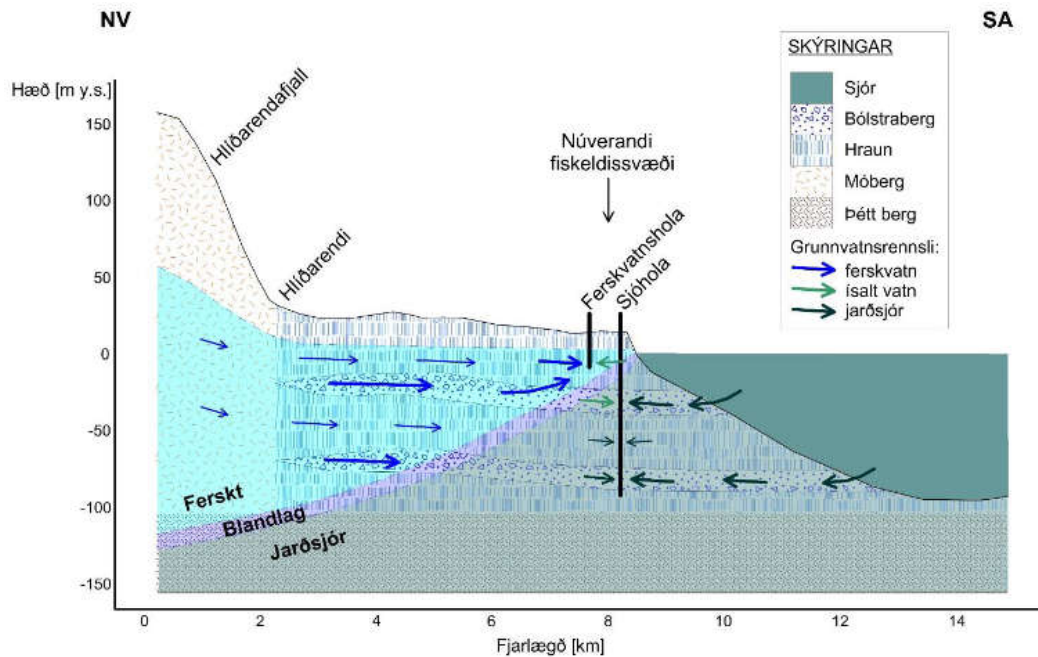 NV
SA
Hæð [m y.s.]
150
100
50
0
-50
-100
-150
Hlíðarendafjall
Hlíðarendi
Núverandi
fiskeldissvæði
Ferskvatnshola
Sjóhola
Ferskt
Blandlag
Jarðsjór
0
2
4
6
8
10
12
14
Fjarlægð [km]
SKÝRINGAR
Sjór
Bólstraberg
Hraun
Móberg
Þétt berg
Grunnvatnsrennsli:
ferskvatn
ísalt vatn
jarðsjór